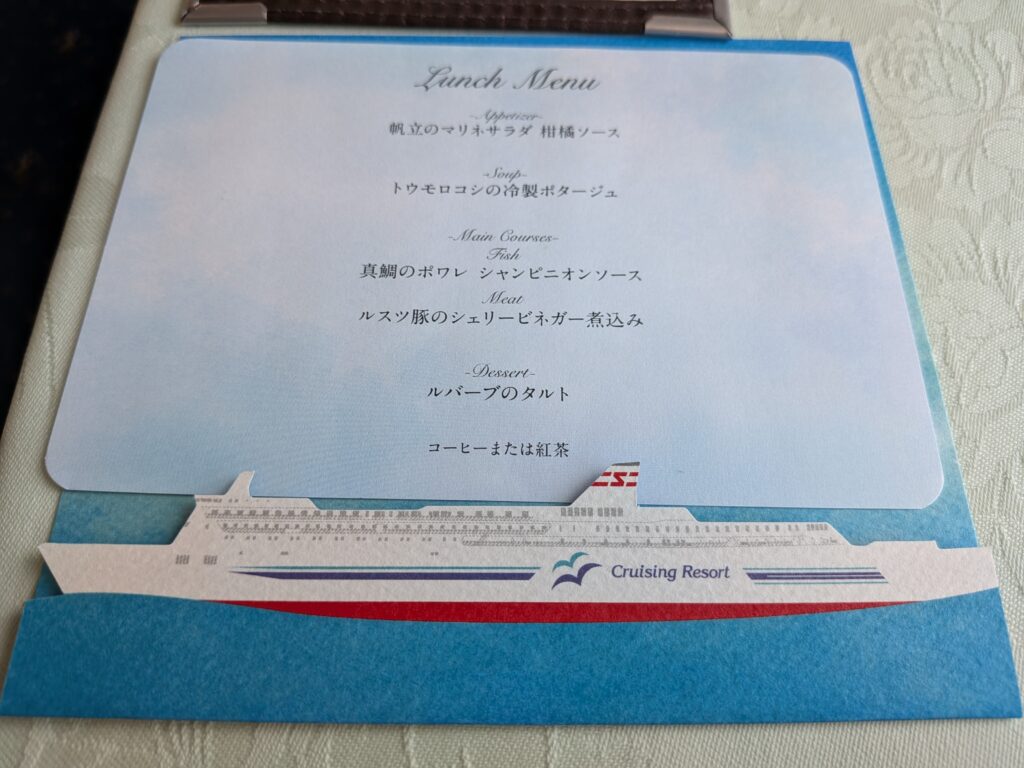 Lunch Menu
-Appetizer-
帆立のマリネサラダ 柑橘ソース
-Soup-
トウモロコシの冷製ポタージュ
-Main Courses-
Fish
真鯛のポワレ シャンピニオンソース
Meat
ルスツ豚のシェリービネガー煮込み
-Dessert-
ルバーブのタルト
コーヒーまたは紅茶
Cruising Resort